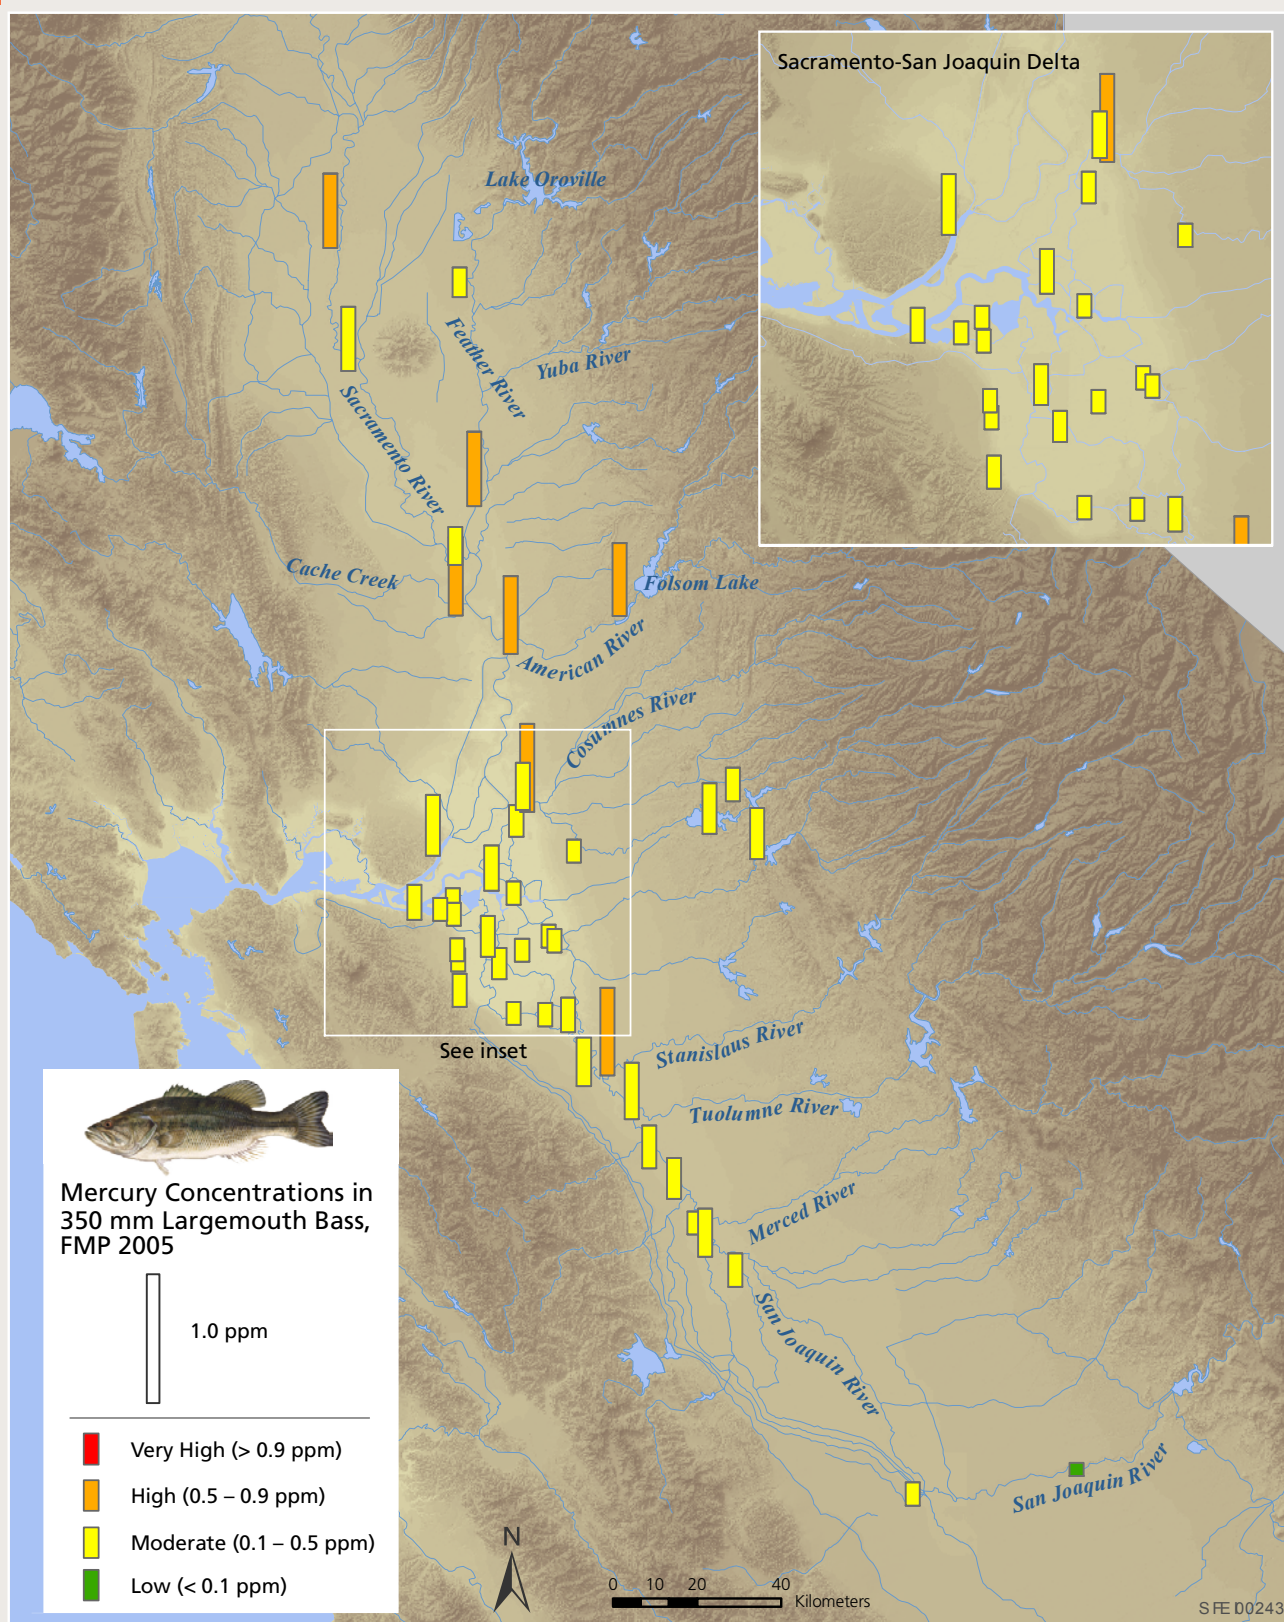 Sacramento-San Joaquin Delta
Lake Oroville
Feather River
Yuba River
Sacramento River
Cache Creek
Folsom Lake
American River
Cosumnes River
See inset
Stanislaus River
Tuolumne River
Merced River
San Joaquin River
San Joaquin River
Mercury Concentrations in
350 mm Largemouth Bass,
FMP 2005
1.0 ppm
Very High (> 0.9 ppm)
High (0.5 – 0.9 ppm)
Moderate (0.1 – 0.5 ppm)
Low (< 0.1 ppm)
N
0 10 20 40
Kilometers